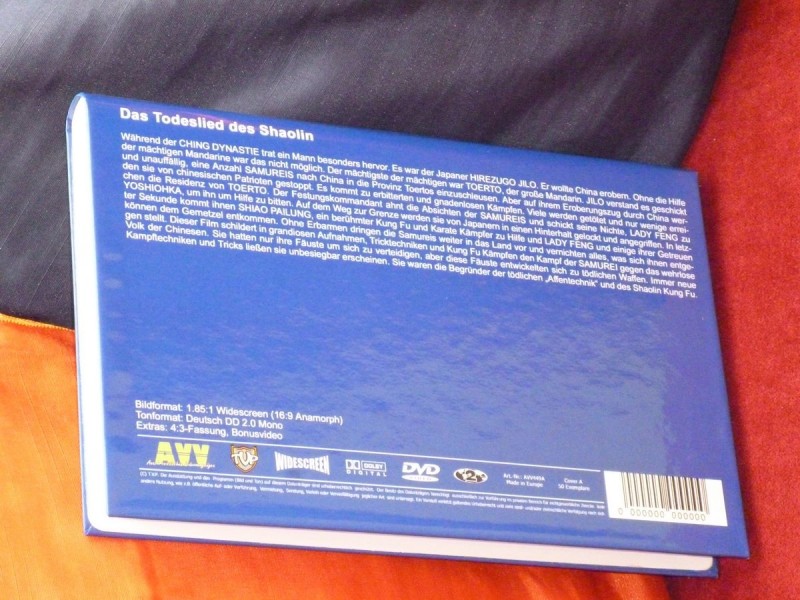 Das Todeslied des Shaolin
Während der CHING DYNASTIE trat ein Mann besonders hervor. Es war der Japaner HIREZUGO JILO. Er wollte China erobern. Ohne die Hilfe
der mächtigen Mandarine war das nicht möglich. Der mächtigste der mächtigen war TOERTO, der große Mandarin. JILO verstand es geschickt
und unauffällig, eine Anzahl SAMUREIS nach China in die Provinz Toerlos einzuschleusen. Aber auf ihrem Eroberungszug durch China wur-
den sie von chinesischen Patrioten gestoppt. Es kommt zu erbitterten und gnadenlosen Kämpfen. Viele werden getötet und nur wenige errei-
chen die Residenz von TOERTO. Der Festungskommandant ahnt die Absichten der SAMUREIS und schickt seine Nichte, LADY FENG zu
YOSHIOHKA, um ihn um Hilfe zu bitten. Auf dem Weg zur Grenze werden sie von Japanern in einen Hinterhalt gelockt und angegriffen. In letz-
ter Sekunde kommt ihnen SHIAO PAILUNG, ein berühmter Kung Fu und Karate Kämpfer zu Hilfe und LADY FENG und einige ihrer Getreuen
können dem Gemetzel entkommen. Ohne Erbarmen dringen die Samureis weiter in das Land vor und vernichten alles, was sich ihnen entge-
gen stellt. Dieser Film schildert in grandiosen Aufnahmen, Tricktechniken und Kung Fu Kämpfen den Kampf der SAMUREI gegen das wehrlose
Volk der Chinesen. Sie hatten nur ihre Fäuste um sich zu verteidigen, aber diese Fäuste entwickelten sich zu tödlichen Waffen. Immer neue
Kampftechniken und Tricks ließen sie unbesiegbar erscheinen. Sie waren die Begründer der tödlichen „Affentechnik" und des Shaolin Kung Fu.
Bildformat: 1.85:1 Widescreen (16:9 Anamorph)
Tonformat: Deutsch DD 2.0 Mono
Extras: 4:3-Fassung, Bonusvideo
AVV
TVP
WIDESCREEN
DOLBY
DIGITAL
DVD
2
Art.-Nr.: AVV845A
Made in Europe
Cover A
50 Exemplare
0 000000 000000